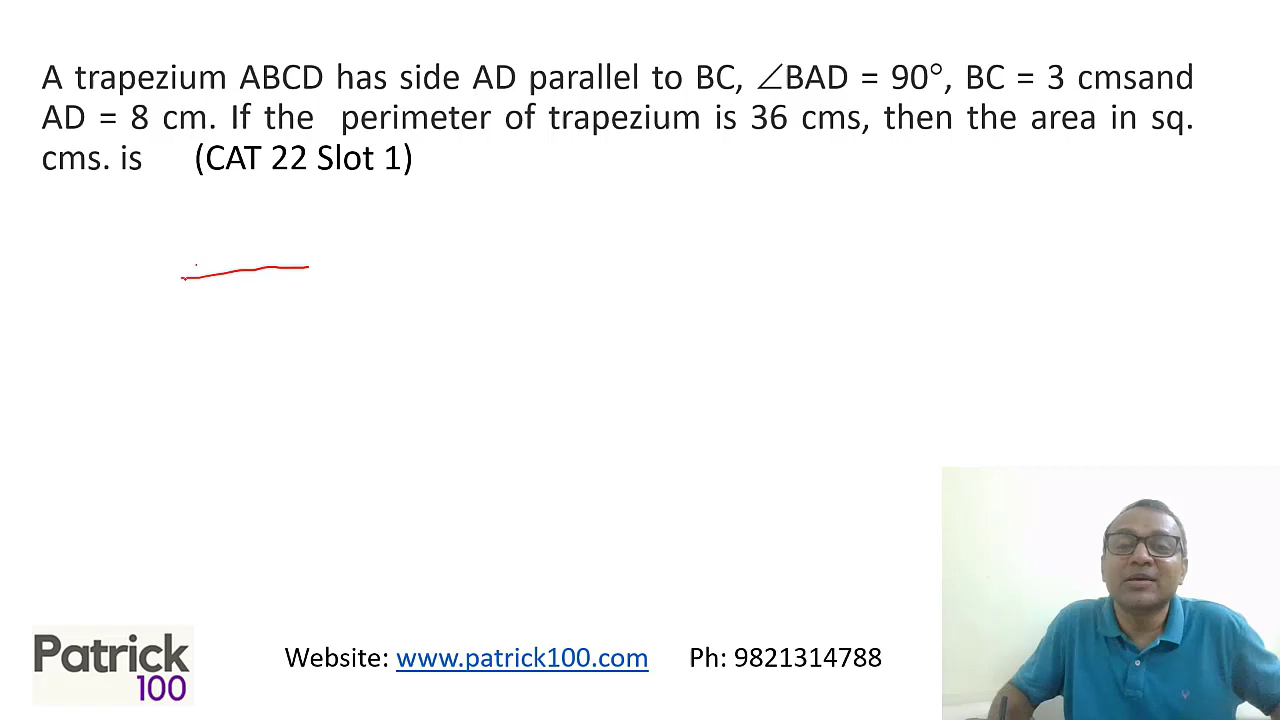 A trapezium ABCD has side AD parallel to BC, ∠BAD = 90°, BC = 3 cmsand
AD = 8 cm. If the perimeter of trapezium is 36 cms, then the area in sq.
cms. is (CAT 22 Slot 1)
Patrick
100
Website: www.patrick100.com Ph: 9821314788